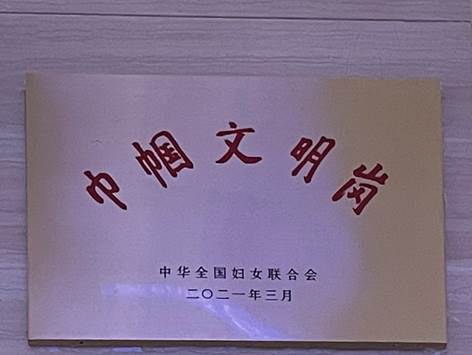 巾帼文明岗
中华全国妇女联合会
二〇二一年三月